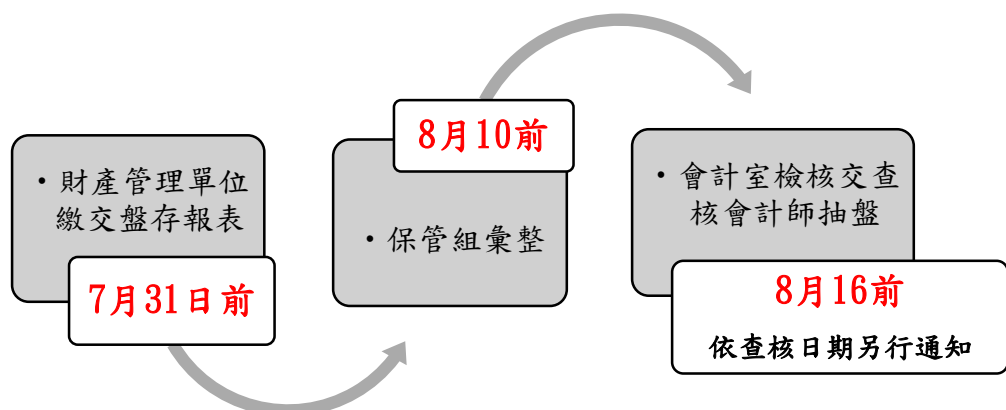 • 財產管理單位
繳交盤存報表
7月31日前
8月10前
• 保管組彙整
• 會計室檢核交查
核會計師抽盤
8月16前
依查核日期另行通知